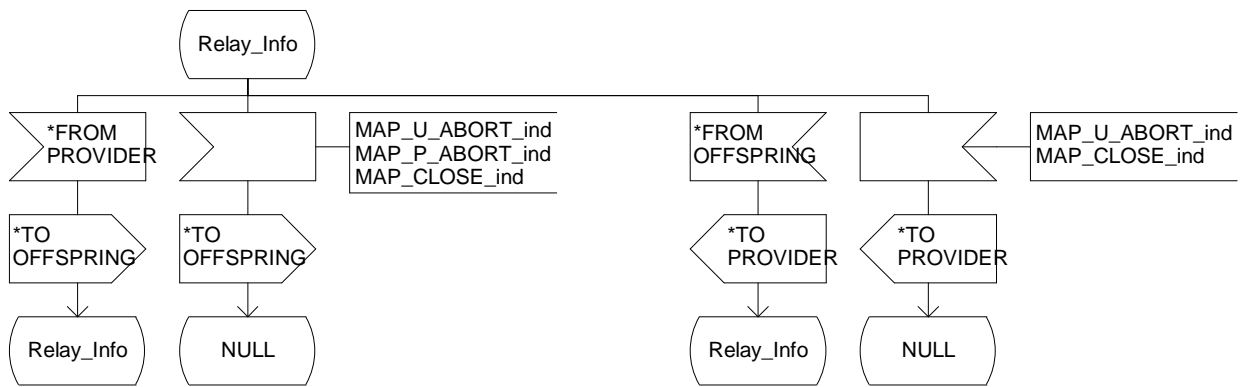 Relay_Info
*FROM
PROVIDER
MAP_U_ABORT_ind
MAP_P_ABORT_ind
MAP_CLOSE_ind
*FROM
OFFSPRING
MAP_U_ABORT_ind
MAP_CLOSE_ind
*TO
OFFSPRING
*TO
OFFSPRING
*TO
PROVIDER
*TO
PROVIDER
Relay_Info
NULL
Relay_Info
NULL